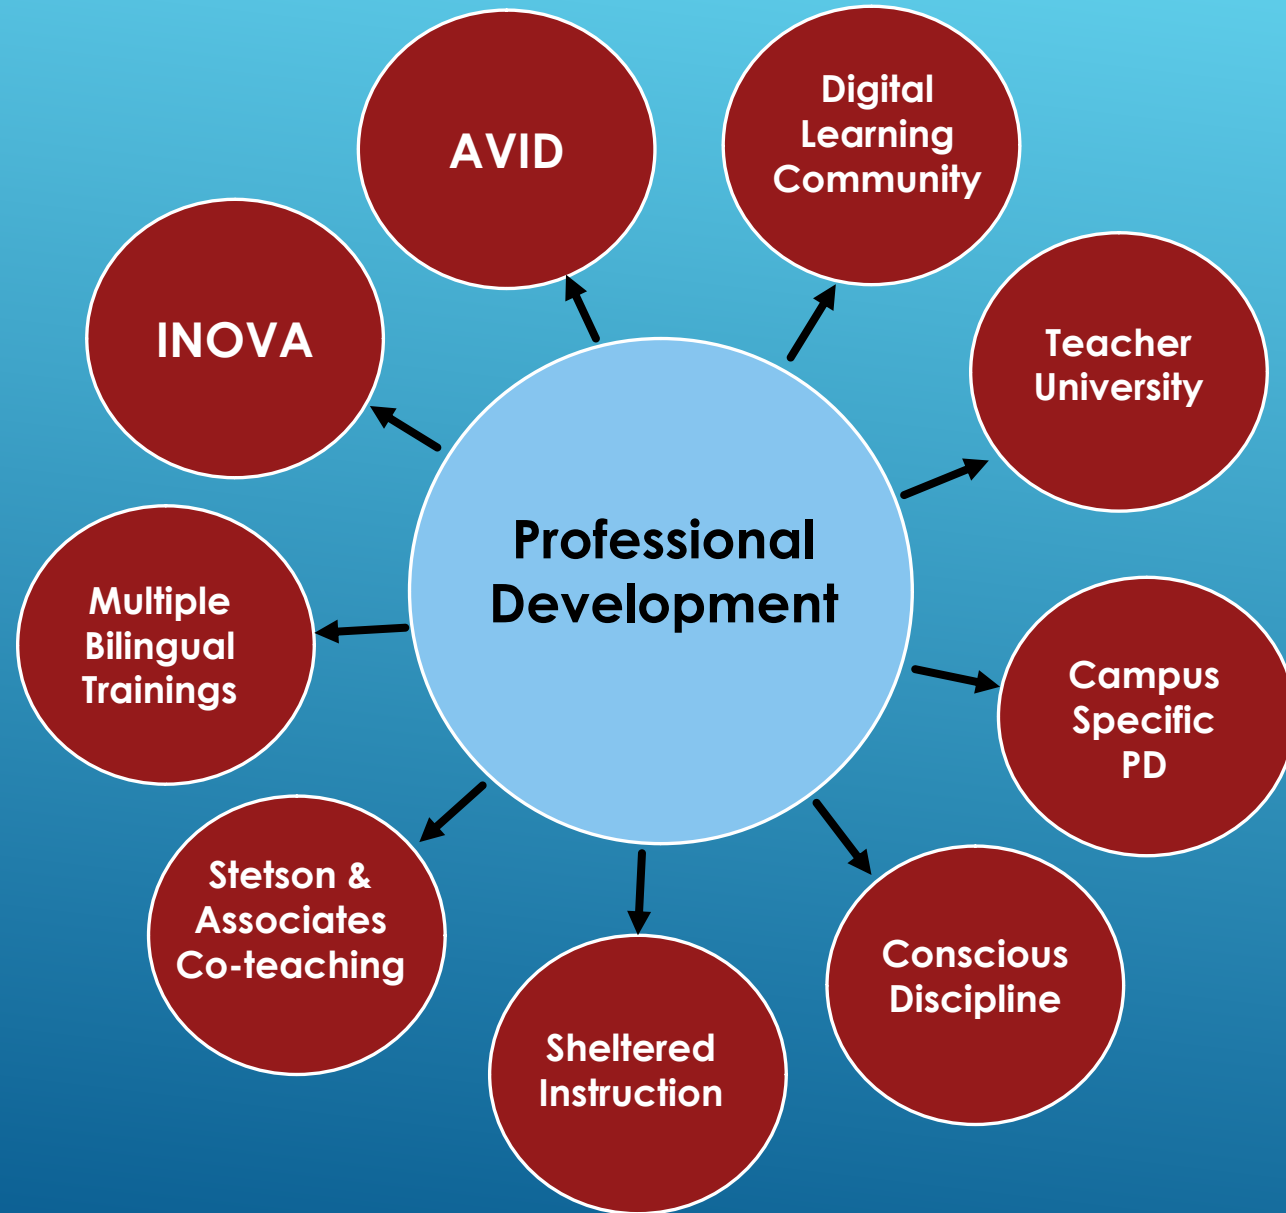 AVID
Digital
Learning
Community
INOVA
Teacher
University
Professional
Development
Multiple
Bilingual
Trainings
Campus
Specific
PD
Stetson &
Associates
Co-teaching
Conscious
Discipline
Sheltered
Instruction